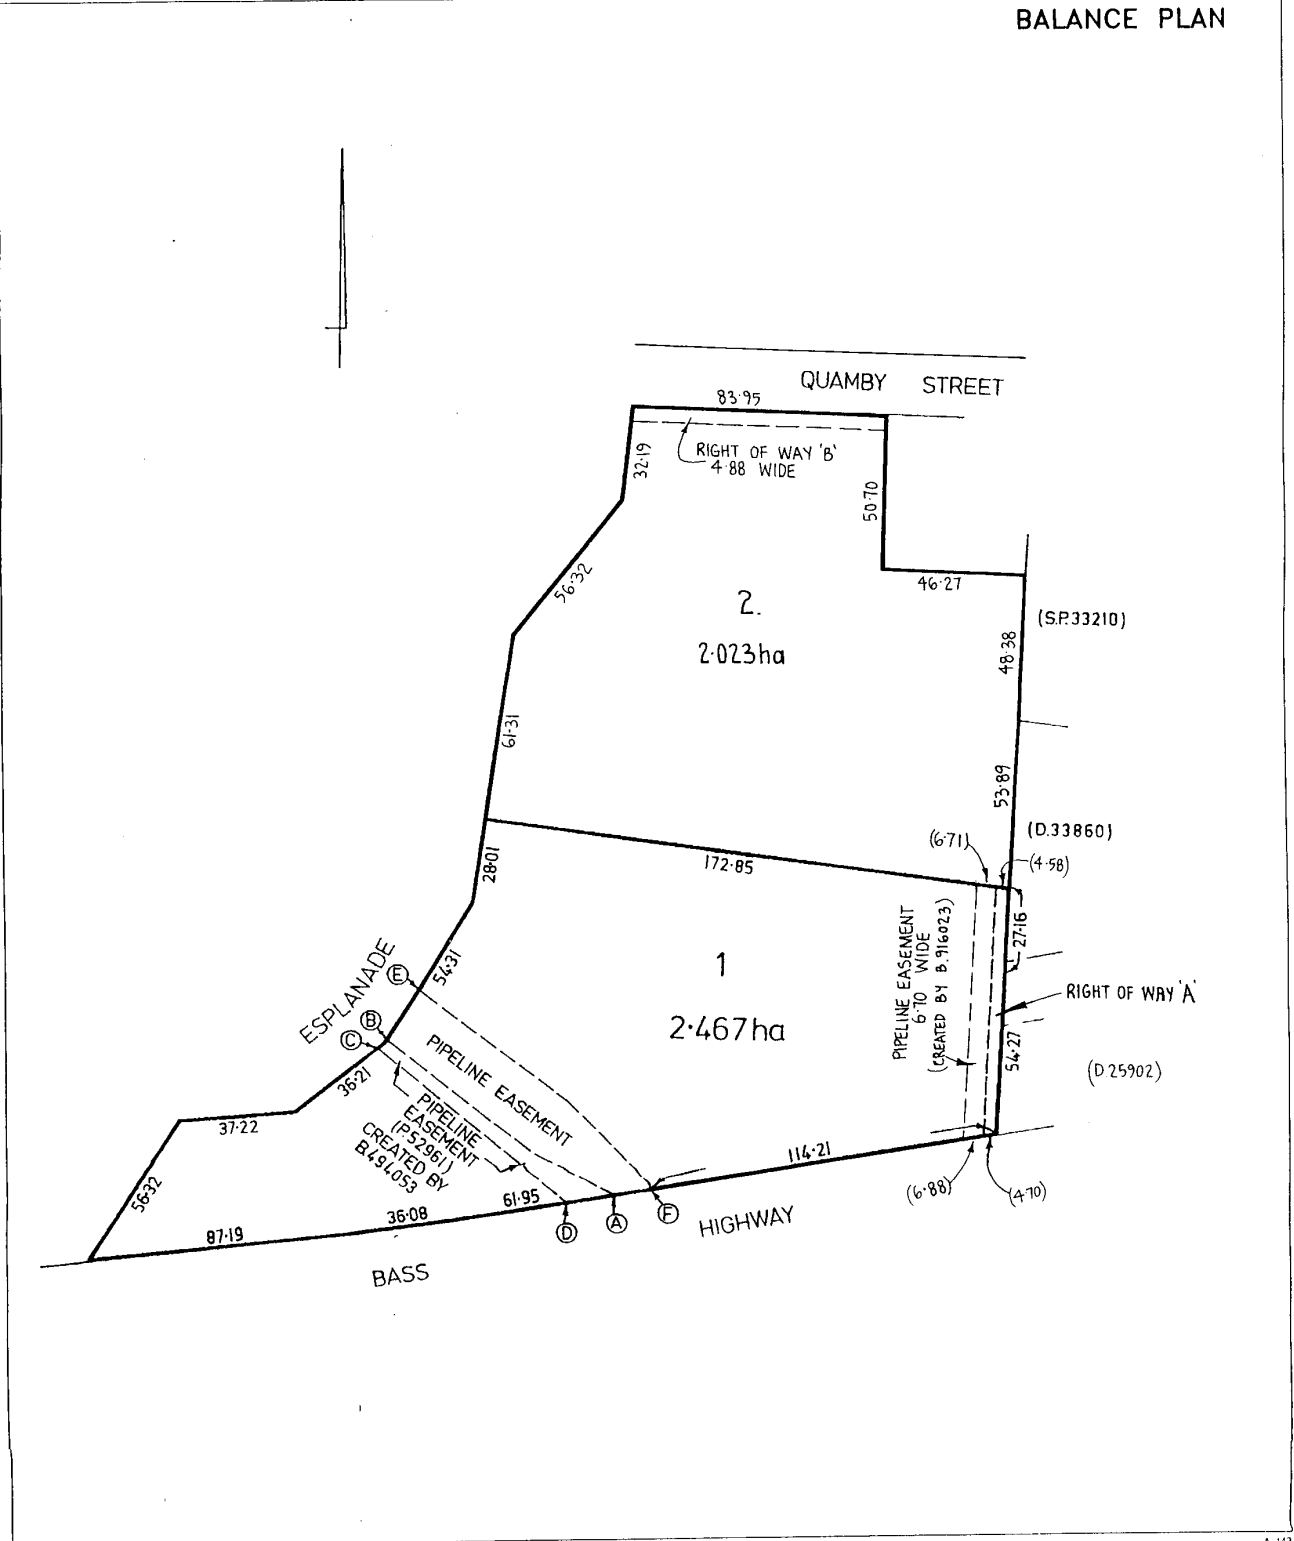 BALANCE PLAN
QUAMBY STREET
83·95
RIGHT OF WAY 'B'
4·88 WIDE
32·19
50·70
56·32
46·27
2.
2·023ha
(S.P.33210)
48·38
61·31
53·89
(D.33860)
(6·71)
(4·58)
172·85
28·01
27·16
PIPELINE EASEMENT
6·70 WIDE
(CREATED BY B.916023)
1
2·467ha
54·31
ESPLANADE
E
B
C
RIGHT OF WAY 'A'
PIPELINE EASEMENT
54·27
(D.25902)
36·21
PIPELINE
EASEMENT
(P.52961)
CREATED BY
B.494053
37·22
56·32
114·21
(6·88)
(4·70)
61·95
36·08
87·19
D
A
F
BASS HIGHWAY